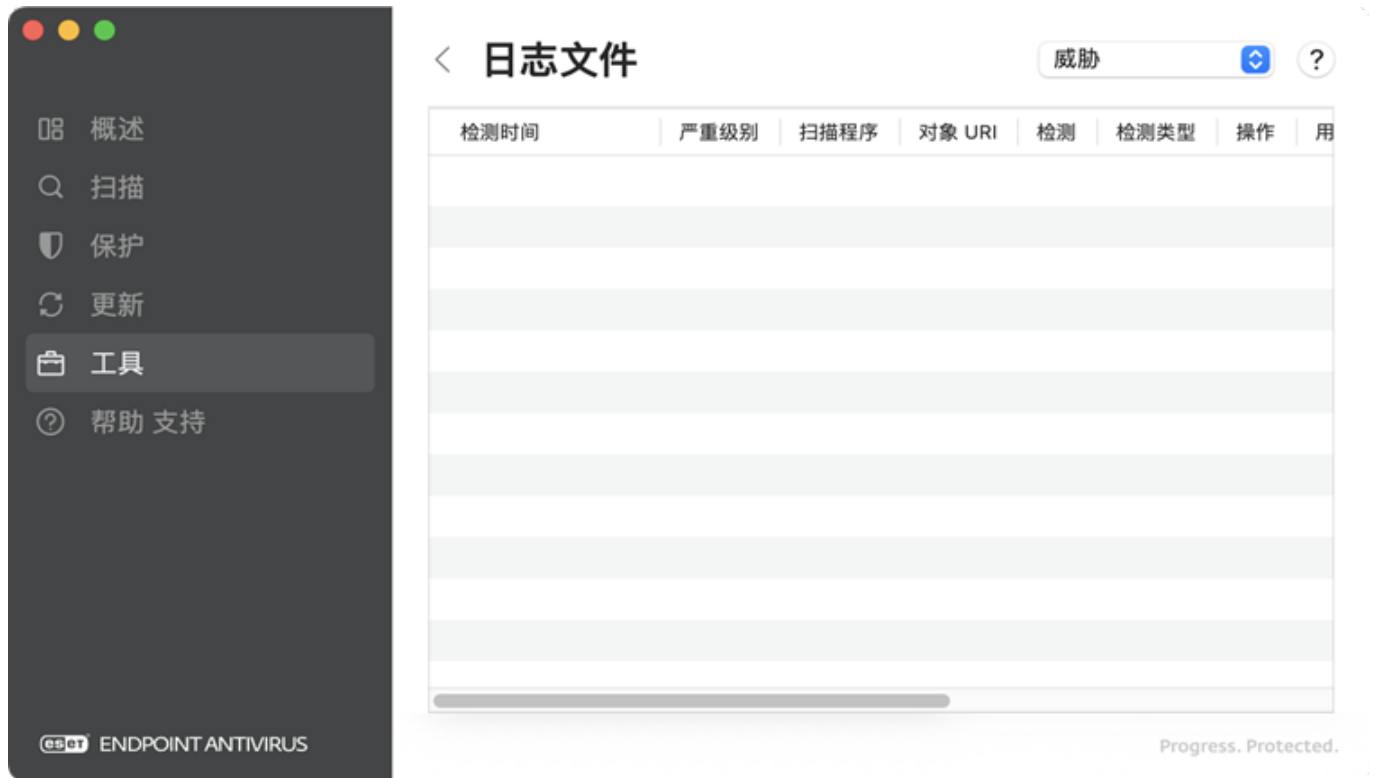 日志文件
威胁
?
概述
扫描
保护
更新
工具
帮助 支持
检测时间 严重级别 扫描程序 对象 URI 检测 检测类型 操作 用
eset ENDPOINT ANTIVIRUS
Progress. Protected.